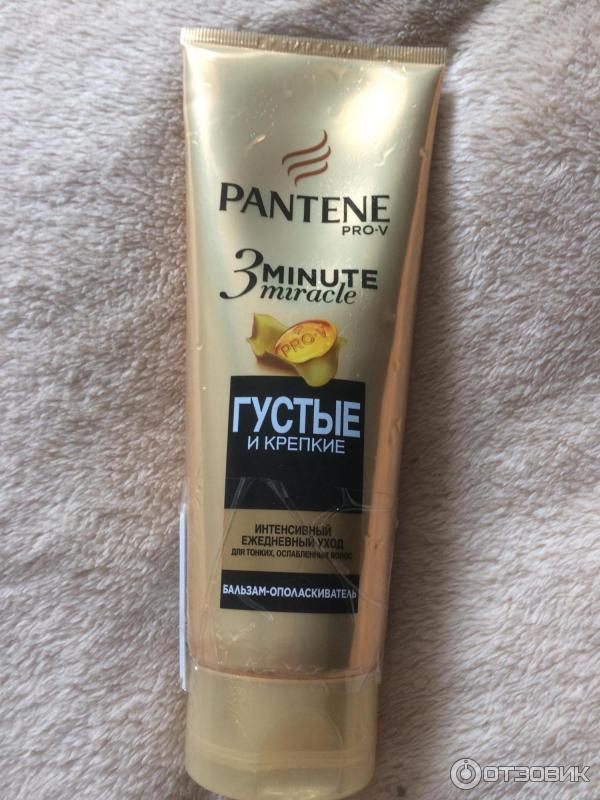 PANTENE
PRO-V
3 MINUTE
miracle
PRO-V
ГУСТЫЕ
И КРЕПКИЕ
ИНТЕНСИВНЫЙ
ЕЖЕДНЕВНЫЙ УХОД
ДЛЯ ТОНКИХ, ОСЛАБЛЕННЫХ ВОЛОС
БАЛЬЗАМ-ОПОЛАСКИВАТЕЛЬ
ОТЗОВИК